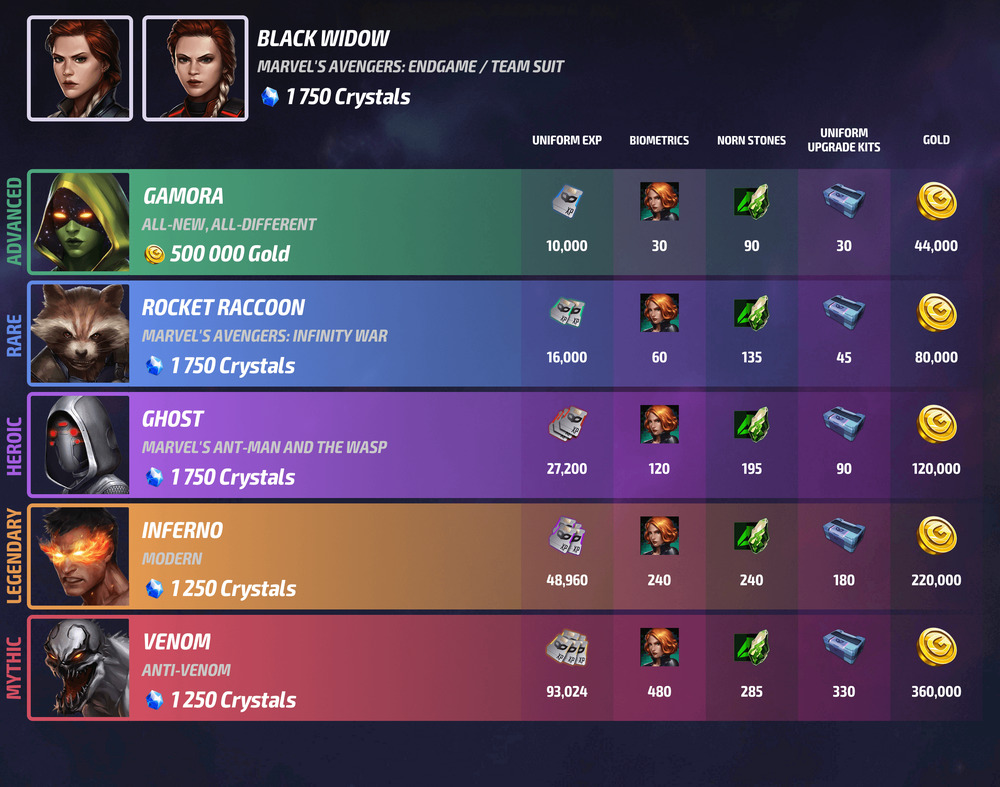 BLACK WIDOW
MARVEL'S AVENGERS: ENDGAME / TEAM SUIT
1 750 Crystals
UNIFORM EXP
BIOMETRICS
NORN STONES
UNIFORM
UPGRADE KITS
GOLD
ADVANCED
GAMORA
ALL-NEW, ALL-DIFFERENT
500 000 Gold
XP
10,000
30
90
30
44,000
RARE
ROCKET RACCOON
MARVEL'S AVENGERS: INFINITY WAR
1 750 Crystals
16,000
60
135
45
80,000
HEROIC
GHOST
MARVEL'S ANT-MAN AND THE WASP
1 750 Crystals
27,200
120
195
90
120,000
LEGENDARY
INFERNO
MODERN
1 250 Crystals
48,960
240
240
180
220,000
MYTHIC
VENOM
ANTI-VENOM
1 250 Crystals
93,024
480
285
330
360,000